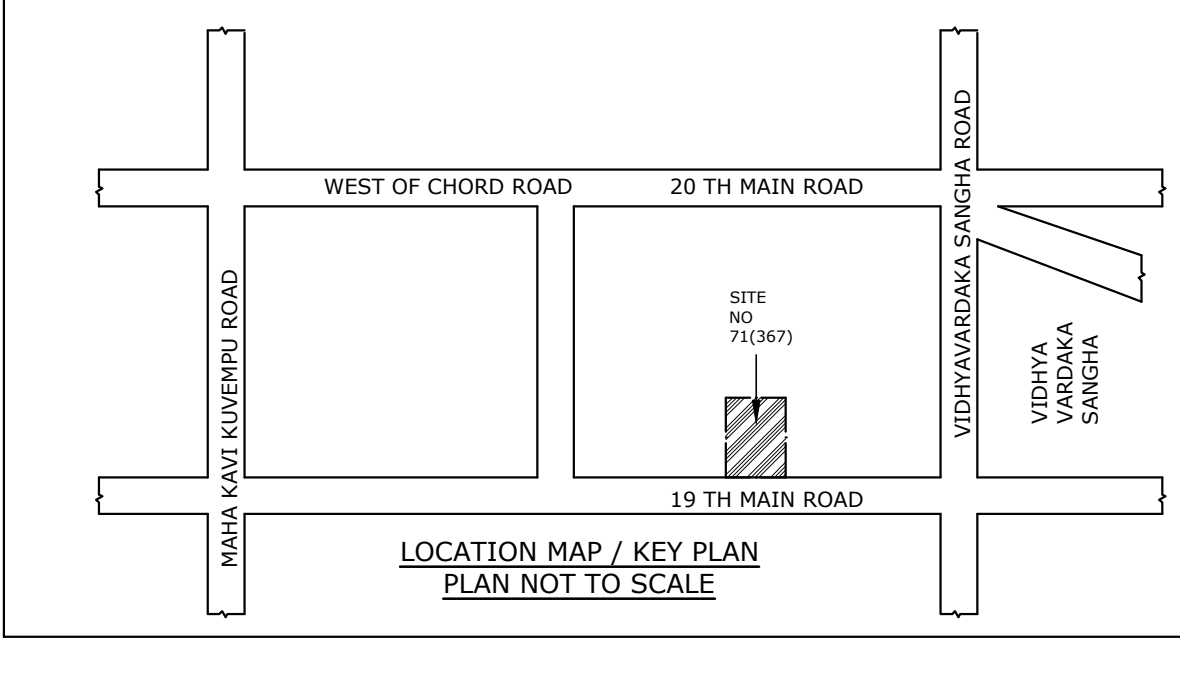 WEST OF CHORD ROAD
20 TH MAIN ROAD
VIDHYAVARDAKA SANGHA ROAD
MAHA KAVI KUVEMPU ROAD
SITE
NO
71(367)
VIDHYA
VARDAKA
SANGHA
19 TH MAIN ROAD
LOCATION MAP / KEY PLAN
PLAN NOT TO SCALE